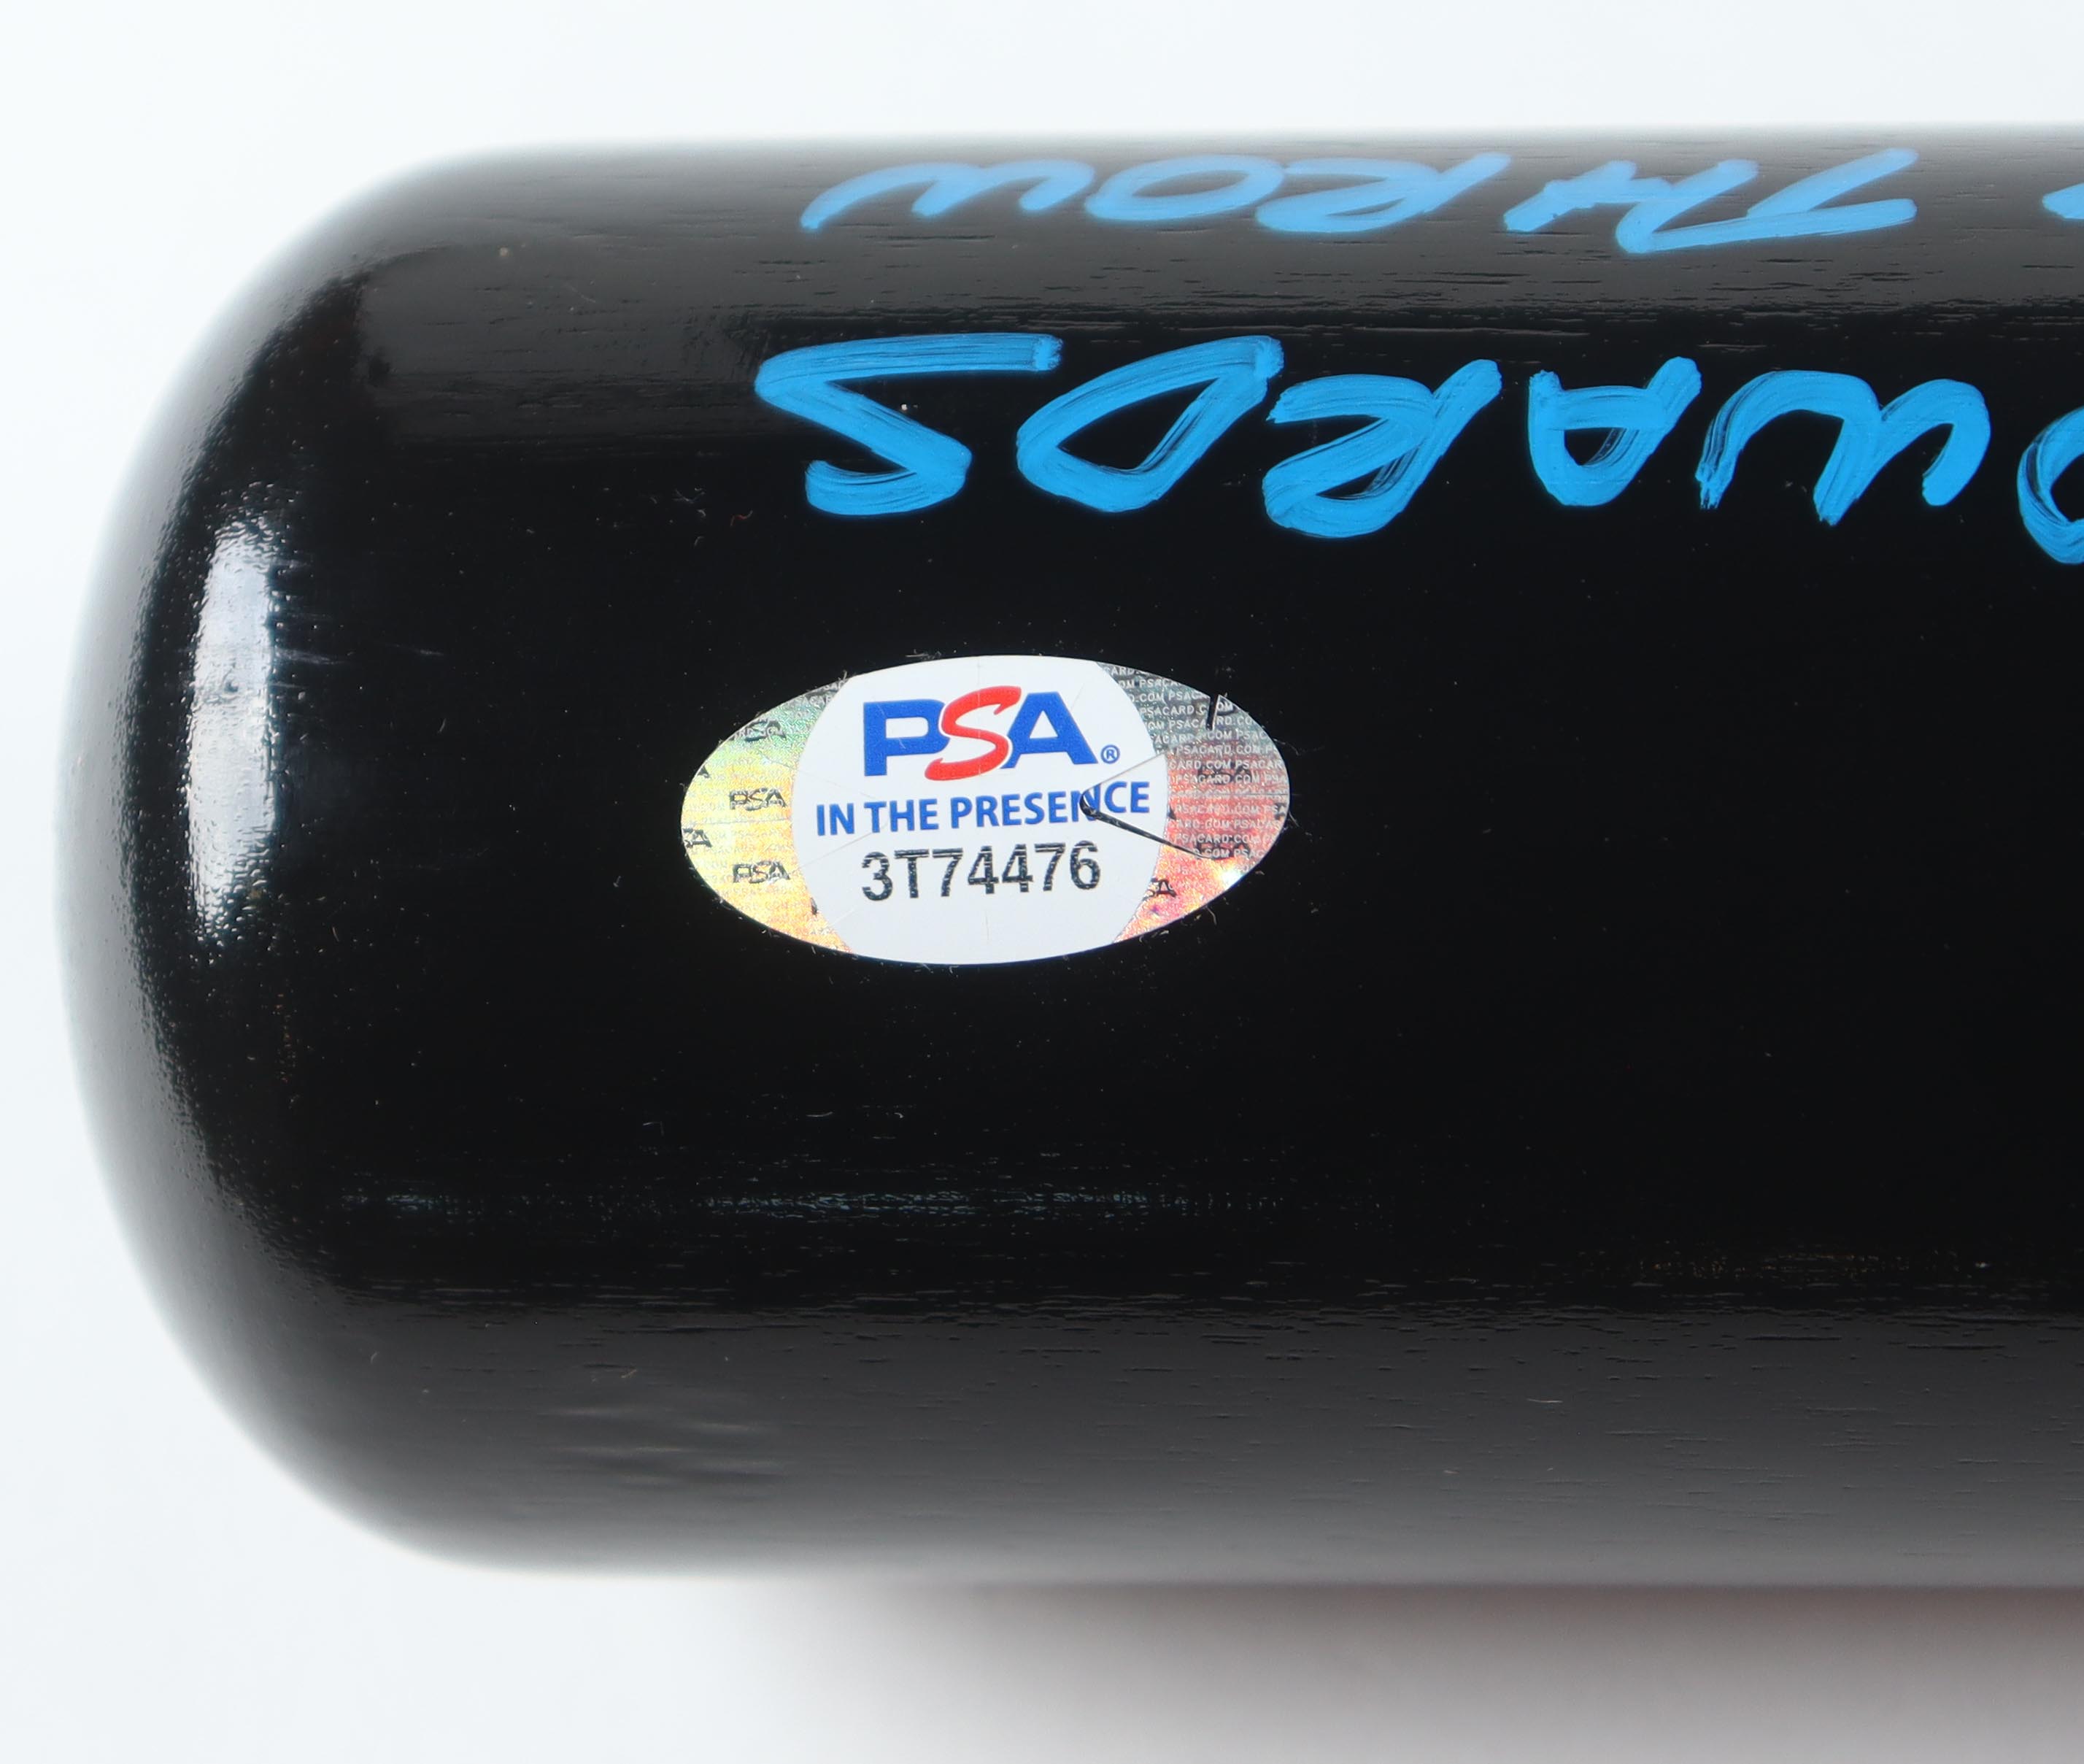 THROW
WARDS
PSA®
IN THE PRESENCE
3T74476